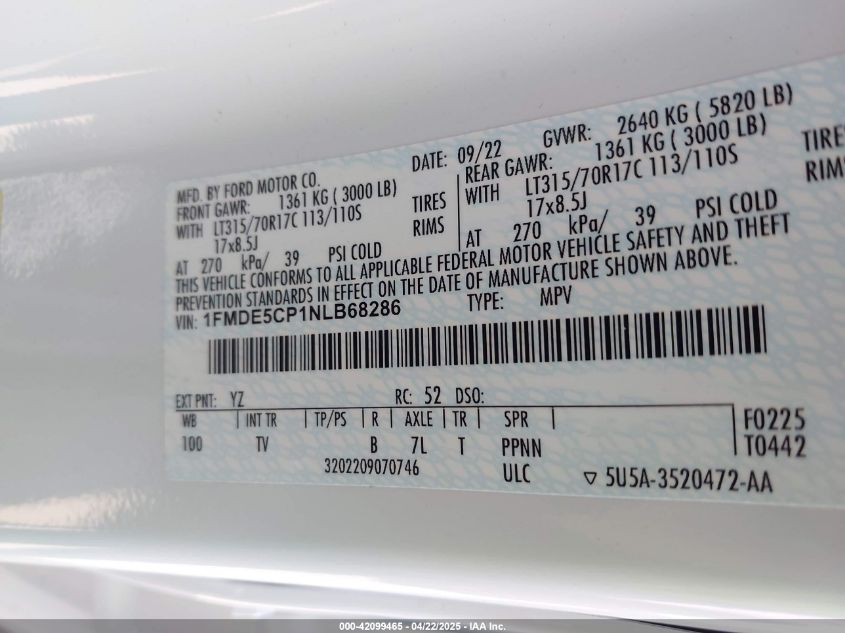 MFD. BY FORD MOTOR CO. DATE: 09/22 GVWR: 2640 KG ( 5820 LB)
FRONT GAWR: 1361 KG ( 3000 LB) REAR GAWR: 1361 KG ( 3000 LB)
WITH LT315/70R17C 113/110S TIRES WITH LT315/70R17C 113/110S TIRE
17x8.5J RIMS 17x8.5J RIMS
AT 270 kPa/ 39 PSI COLD AT 270 kPa/ 39 PSI COLD
THIS VEHICLE CONFORMS TO ALL APPLICABLE FEDERAL MOTOR VEHICLE SAFETY AND THEFT
PREVENTION STANDARDS IN EFFECT ON THE DATE OF MANUFACTURE SHOWN ABOVE.
VIN: 1FMDE5CP1NLB68286 TYPE: MPV
EXT PNT: YZ RC: 52 DSO:
WB INT TR TP/PS R AXLE TR SPR F0225
100 TV B 7L T PPNN T0442
3202209070746 ULC ▽ 5U5A-3520472-AA
000-42099465 - 04/22/2025 - IAA Inc.